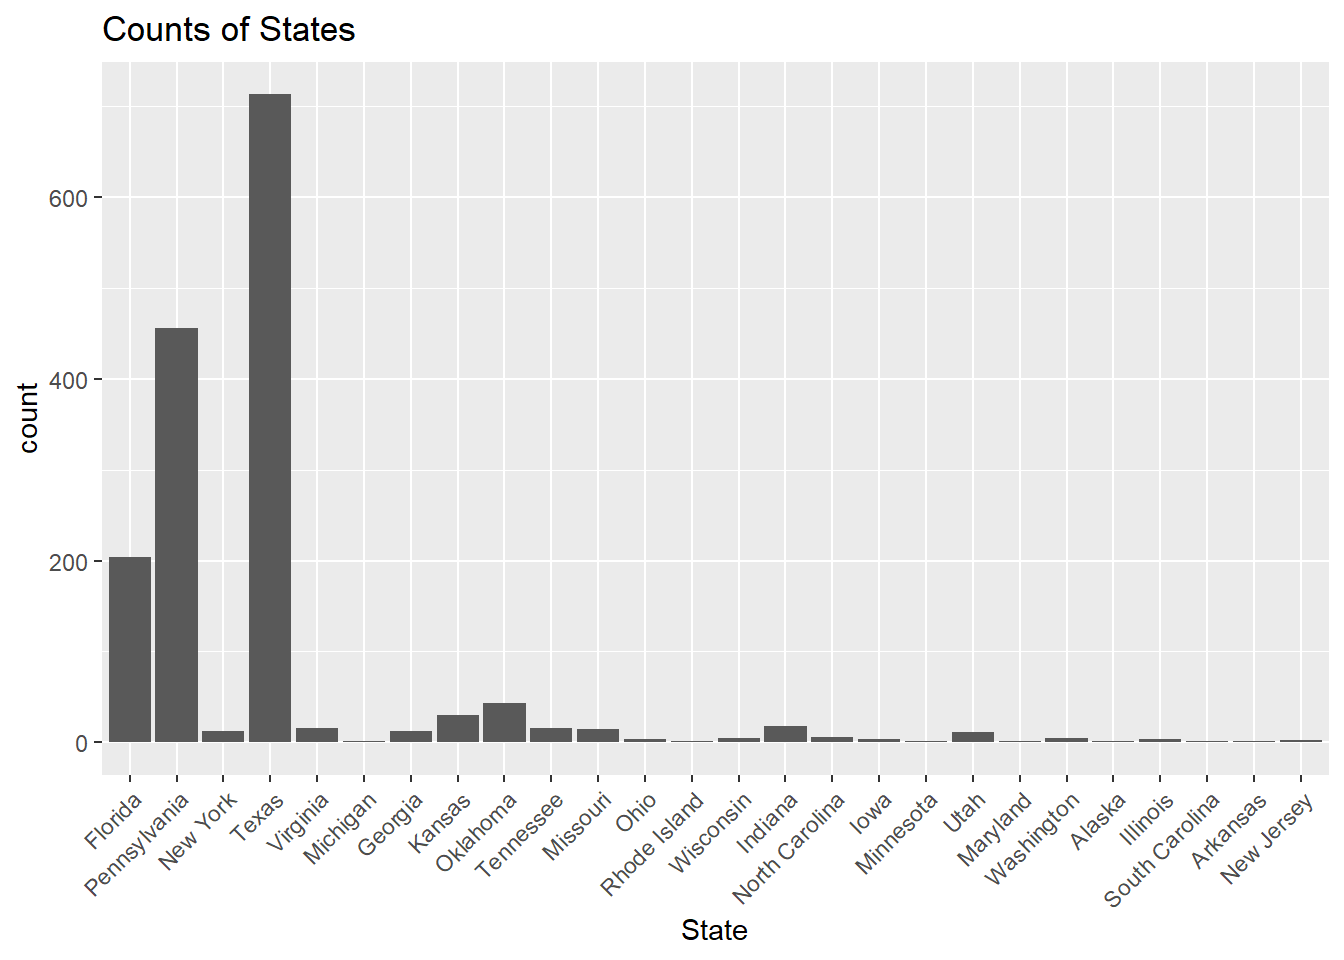 Counts of States
600
400
200
0
count
Florida
Pennsylvania
New York
Texas
Virginia
Michigan
Georgia
Kansas
Oklahoma
Tennessee
Missouri
Ohio
Rhode Island
Wisconsin
Indiana
North Carolina
Iowa
Minnesota
Utah
Maryland
Washington
Alaska
Illinois
South Carolina
Arkansas
New Jersey
State